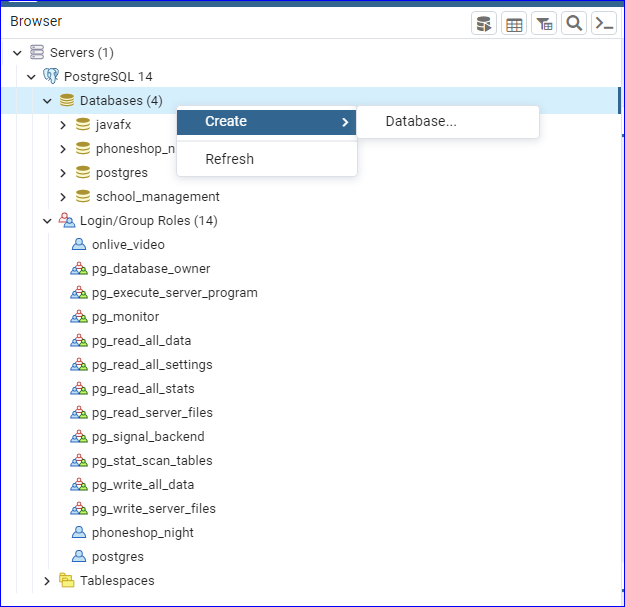 Browser
Servers (1)
PostgreSQL 14
Databases (4)
javafx
Create
Database...
phoneshop_n
Refresh
postgres
school_management
Login/Group Roles (14)
onlive_video
pg_database_owner
pg_execute_server_program
pg_monitor
pg_read_all_data
pg_read_all_settings
pg_read_all_stats
pg_read_server_files
pg_signal_backend
pg_stat_scan_tables
pg_write_all_data
pg_write_server_files
phoneshop_night
postgres
Tablespaces